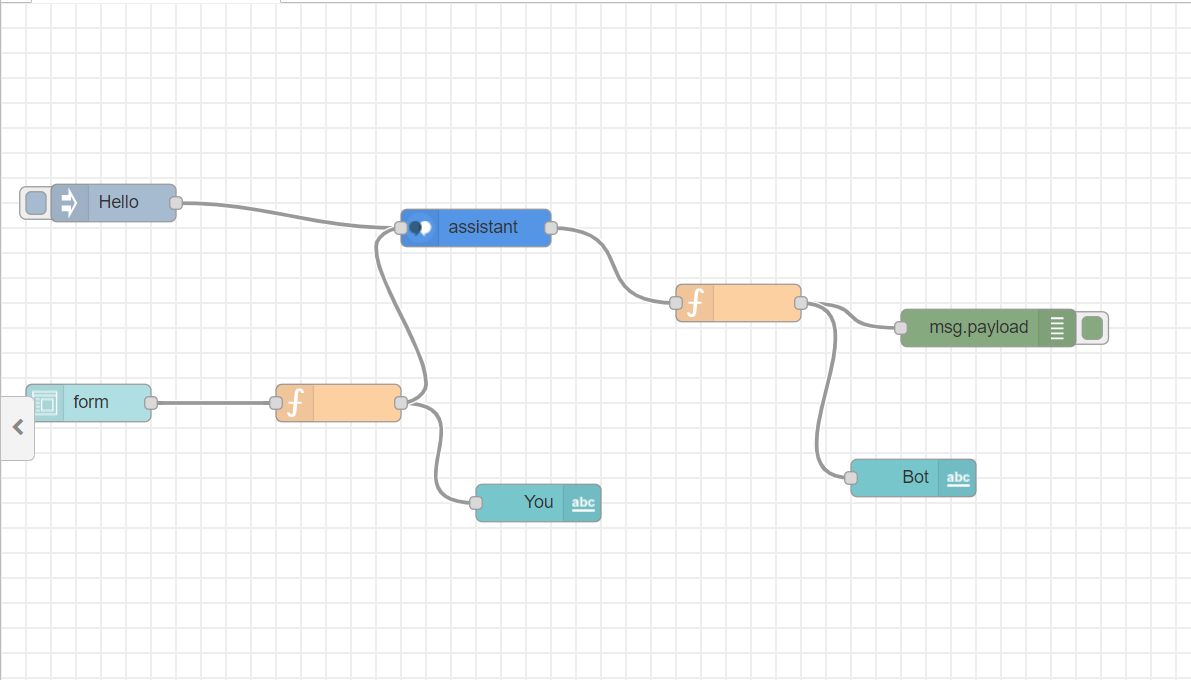 Hello
assistant
msg.payload
form
Bot
abc
You
abc